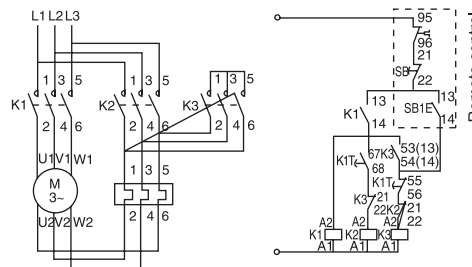 L1 L2 L3
1 3 5
1 3 5
1 3 5
K1
K2
K3
2 4 6
2 4 6
2 4 6
U1 V1 W1
M
3~
1 3 5
2 4 6
U2 V2 W2
95
96
21
SB
22
13
14
K1
13
SB1E
14
67
K1T
68
K3
53(13)
54(14)
K1T
55
56
K3
21
22
K2
21
22
A2
K1
A1
A2
K2
A1
A2
K3
A1